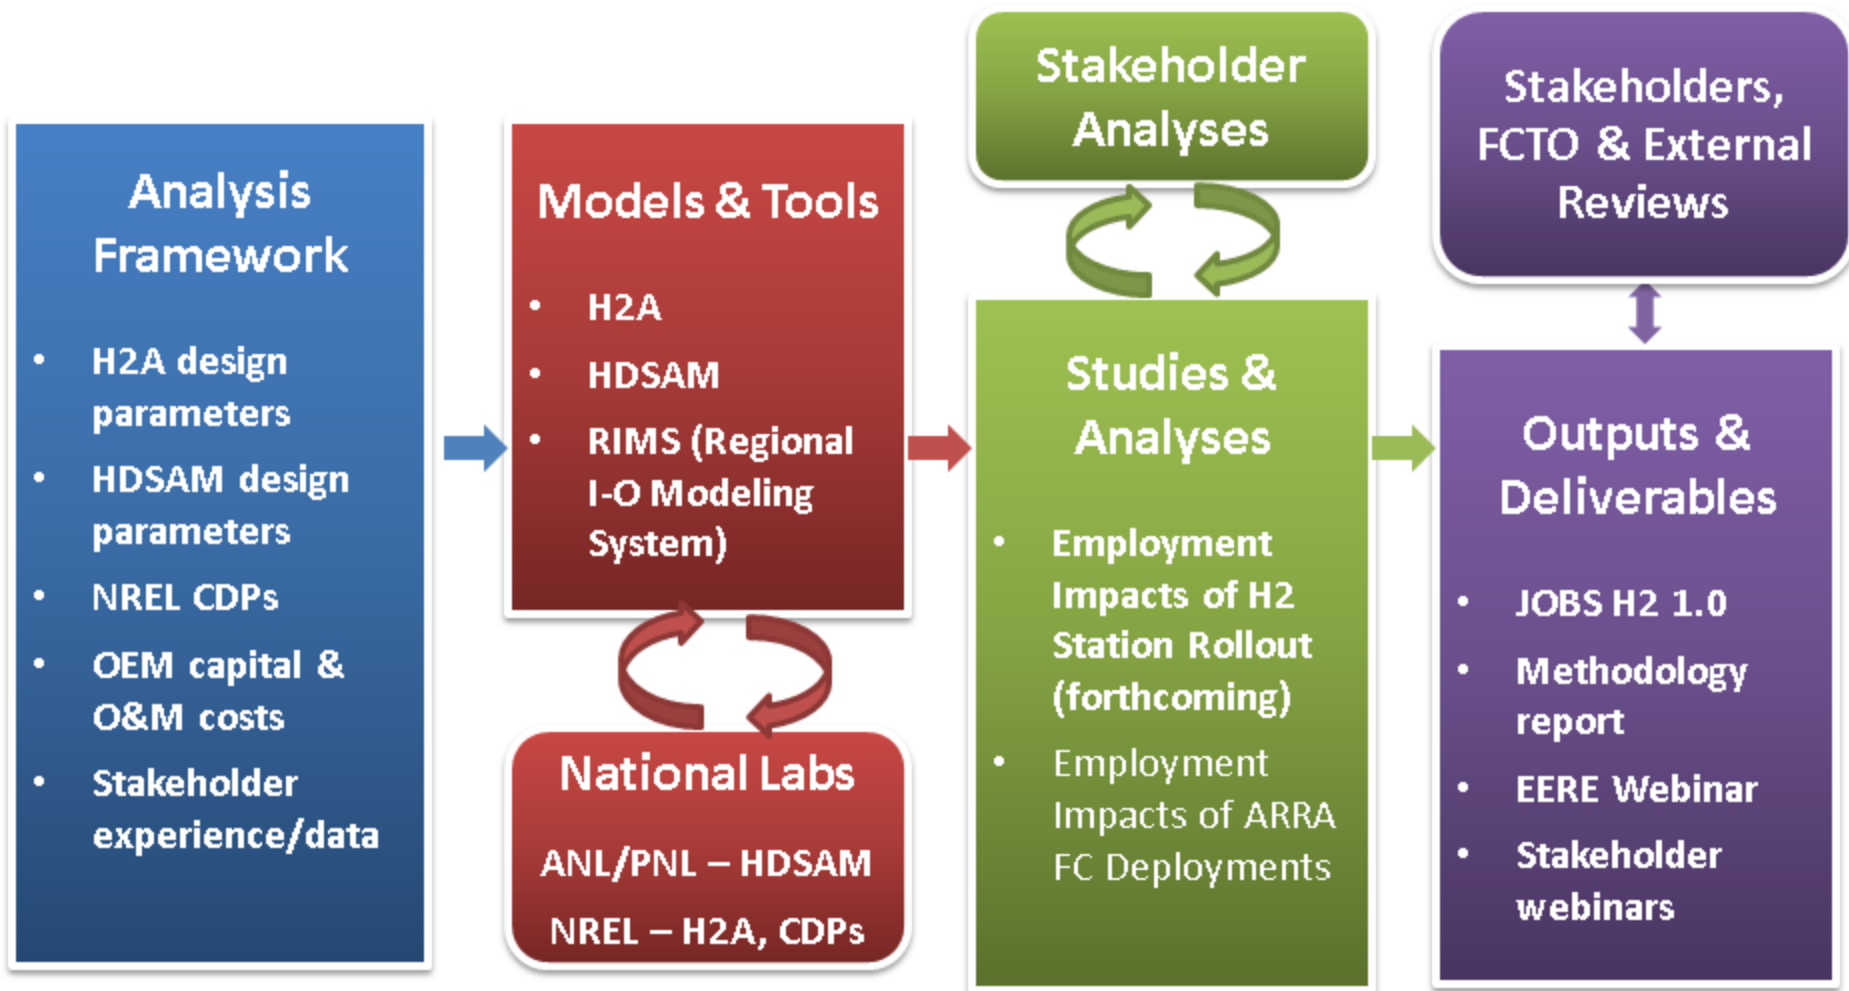 Analysis
Framework
• H2A design
parameters
• HDSAM design
parameters
• NREL CDPs
• OEM capital &
O&M costs
• Stakeholder
experience/data
Models & Tools
• H2A
• HDSAM
• RIMS (Regional
I-O Modeling
System)
National Labs
ANL/PNL – HDSAM
NREL – H2A, CDPs
Stakeholder
Analyses
Studies &
Analyses
• Employment
Impacts of H2
Station Rollout
(forthcoming)
• Employment
Impacts of ARRA
FC Deployments
Stakeholders,
FCTO & External
Reviews
Outputs &
Deliverables
• JOBS H2 1.0
• Methodology
report
• EERE Webinar
• Stakeholder
webinars